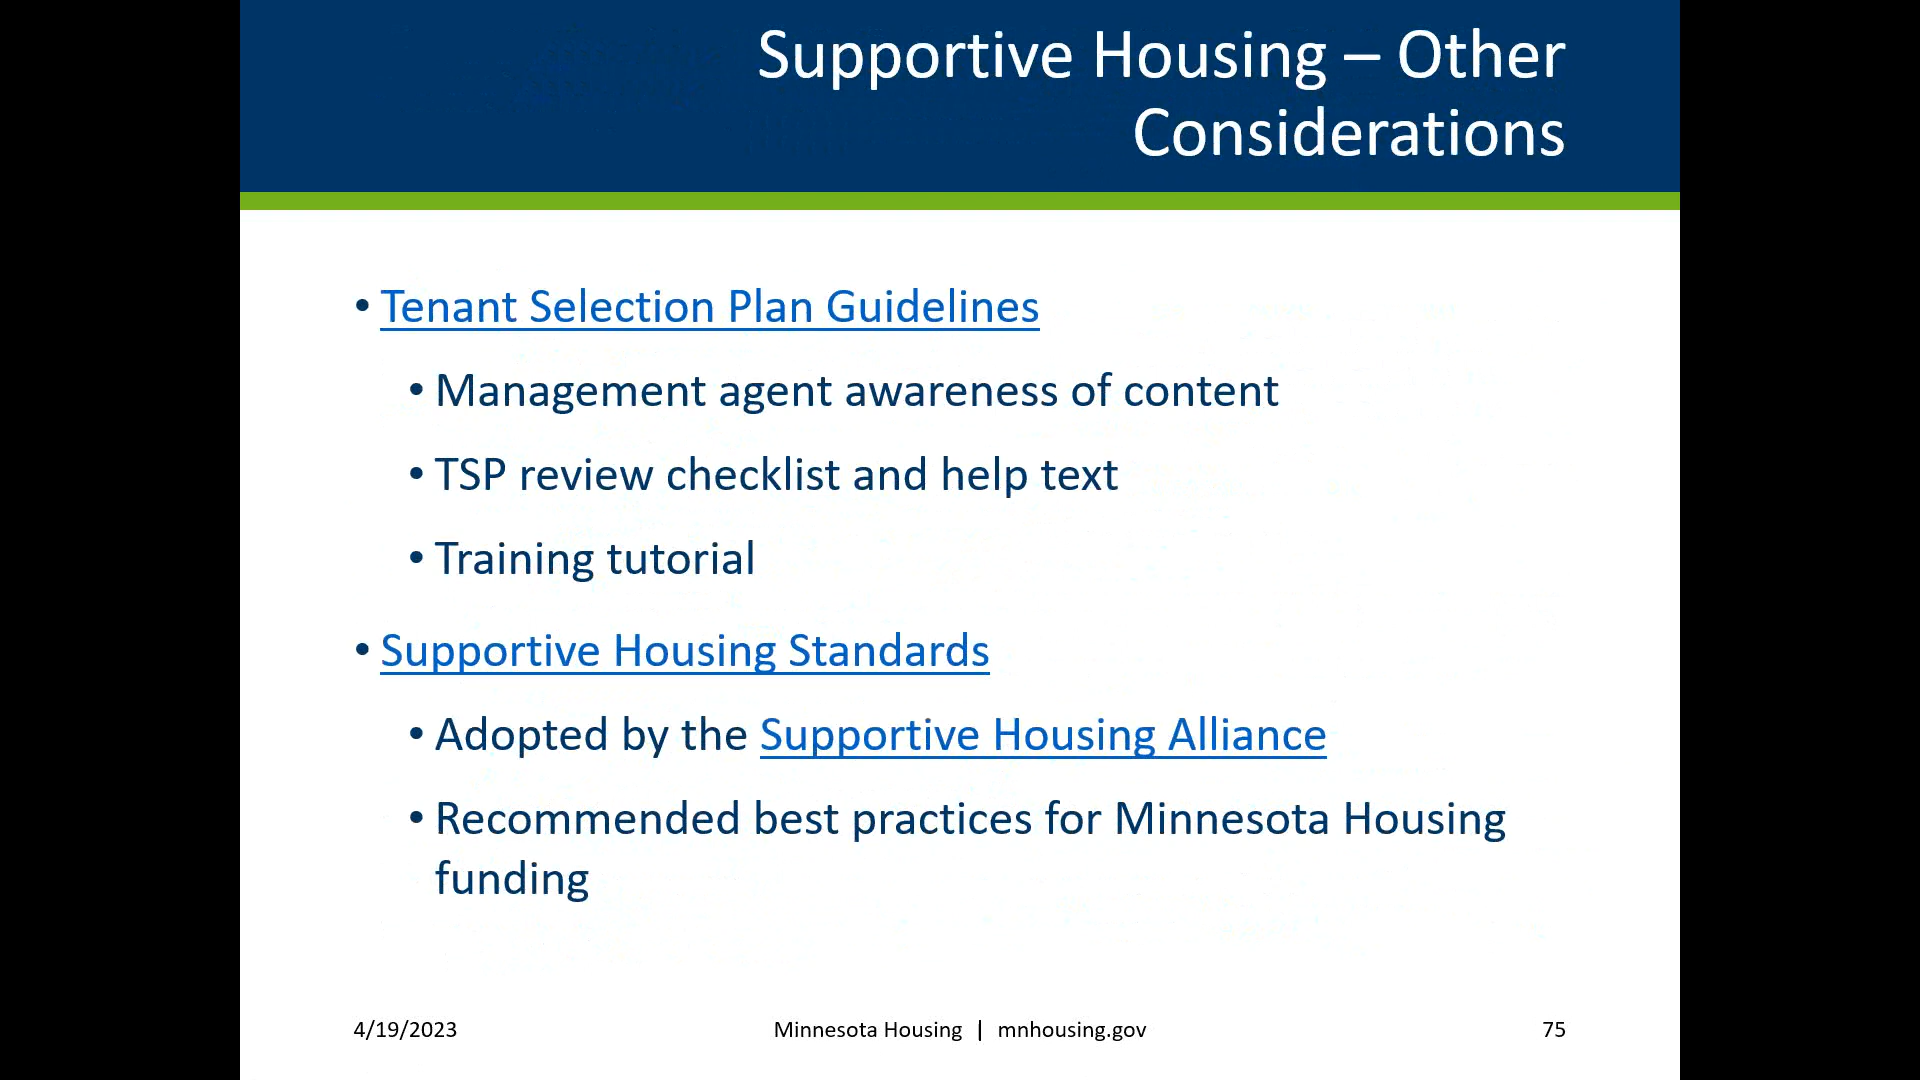 Supportive Housing – Other
Considerations
• Tenant Selection Plan Guidelines
• Management agent awareness of content
• TSP review checklist and help text
• Training tutorial
• Supportive Housing Standards
• Adopted by the Supportive Housing Alliance
• Recommended best practices for Minnesota Housing
funding
4/19/2023
Minnesota Housing | mnhousing.gov
75